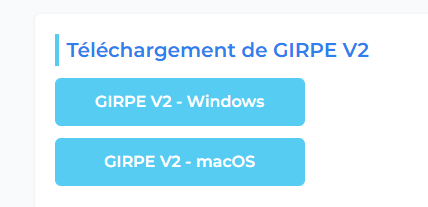 Téléchargement de GIRPE V2
GIRPE V2 - Windows
GIRPE V2 - macOS